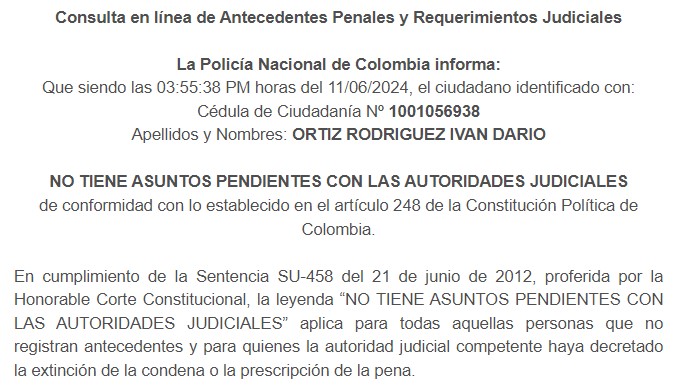 Consulta en línea de Antecedentes Penales y Requerimientos Judiciales
La Policía Nacional de Colombia informa:
Que siendo las 03:55:38 PM horas del 11/06/2024, el ciudadano identificado con:
Cédula de Ciudadanía Nº 1001056938
Apellidos y Nombres: ORTIZ RODRIGUEZ IVAN DARIO
NO TIENE ASUNTOS PENDIENTES CON LAS AUTORIDADES JUDICIALES
de conformidad con lo establecido en el artículo 248 de la Constitución Política de
Colombia.
En cumplimiento de la Sentencia SU-458 del 21 de junio de 2012, proferida por la
Honorable Corte Constitucional, la leyenda “NO TIENE ASUNTOS PENDIENTES CON
LAS AUTORIDADES JUDICIALES” aplica para todas aquellas personas que no
registran antecedentes y para quienes la autoridad judicial competente haya decretado
la extinción de la condena o la prescripción de la pena.